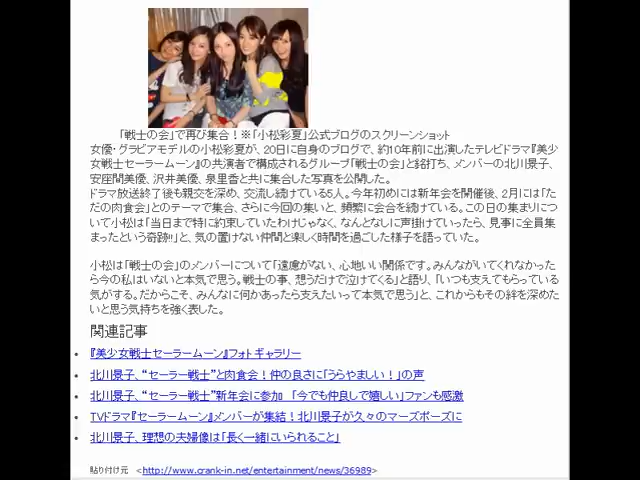 「戦士の会」で再び集合！※「小松彩夏」公式ブログのスクリーンショット
女優・グラビアモデルの小松彩夏が、20日に自身のブログで、約10年前に出演したテレビドラマ『美少
女戦士セーラームーン』の共演者で構成されるグループ「戦士の会」と銘打ち、メンバーの北川景子、
安座間美優、沢井美優、泉里香と共に集合した写真を公開した。
ドラマ放送終了後も親交を深め、交流し続けている5人。今年初めには新年会を開催後、2月には「た
だの肉食会」とのテーマで集合、さらに今回の集いと、頻繁に会合を続けている。この日の集まりにつ
いて小松は「当日まで特に約束していたわけじゃなく、なんとなしに声掛けていったら、見事に全員集
まったという奇跡!!」と、気の置けない仲間と楽しく時間を過ごした様子を語っていた。
小松は「戦士の会」のメンバーについて「遠慮がない、心地いい関係です。みんながいてくれなかった
ら今の私はいないと本気で思う。戦士の事、想うだけで泣けてくる」と語り、「いつも支えてもらっている
気がする。だからこそ、みんなに何かあったら支えたいって本気で思う」と、これからもその絆を深めた
いと思う気持ちを強く表した。
関連記事
『美少女戦士セーラームーン』フォトギャラリー
北川景子、“セーラー戦士”と肉食会！仲の良さに「うらやましい！」の声
北川景子、“セーラー戦士”新年会に参加　「今でも仲良しで嬉しい」ファンも感激
TVドラマ『セーラームーン』メンバーが集結！北川景子が久々のマーズポーズに
北川景子、理想の夫婦像は「長く一緒にいられること」
貼り付け元　<http://www.crank-in.net/entertainment/news/36989>